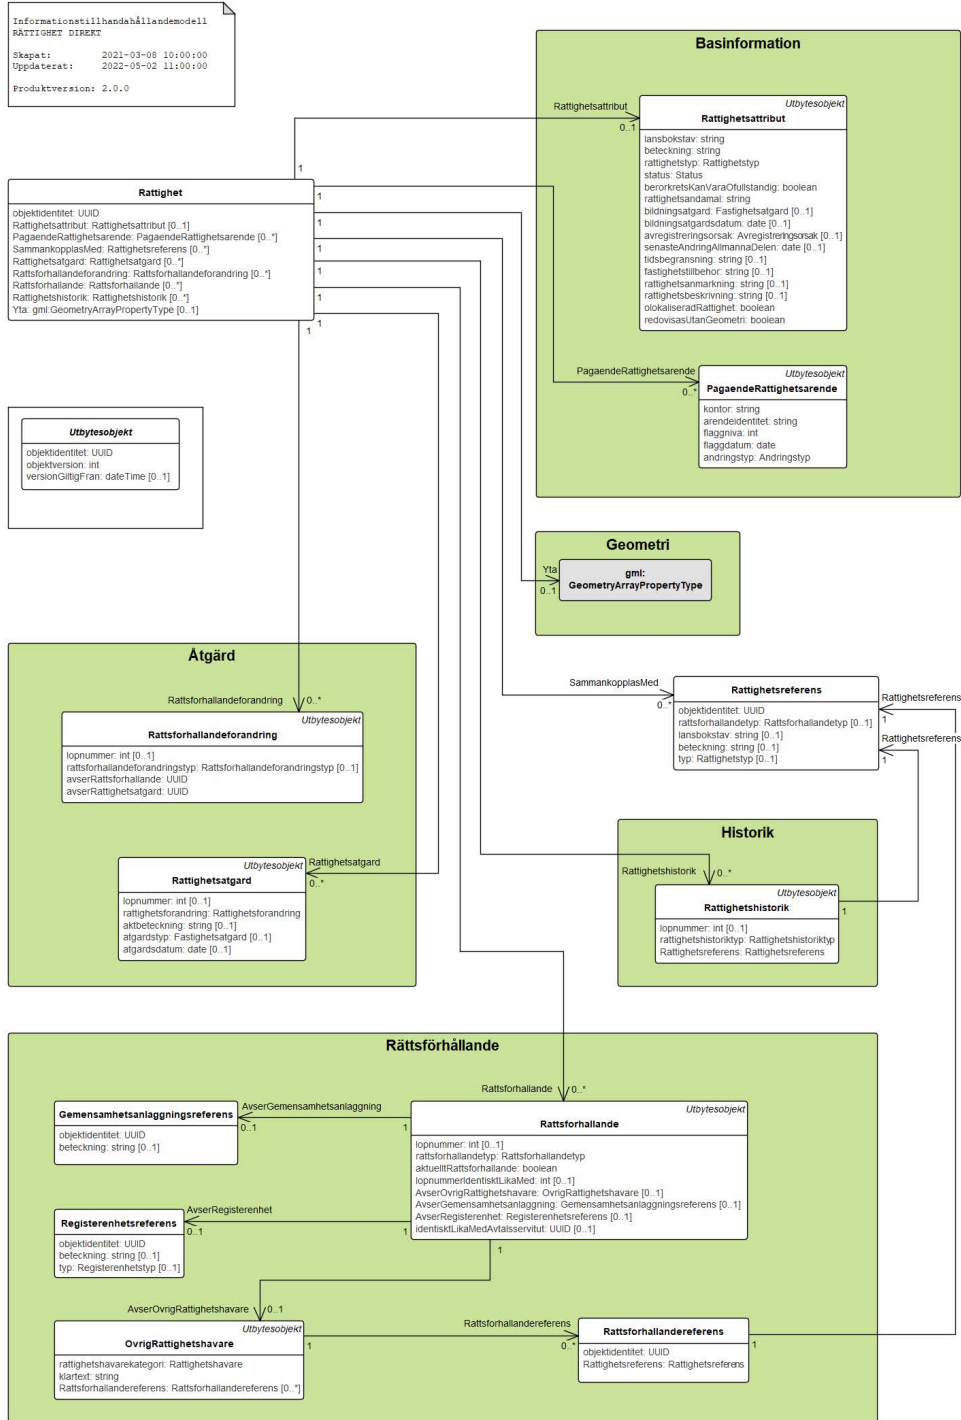 Informationstillhandahållandemodell
RÄTTIGHET DIREKT
Skapat: 2021-03-08 10:00:00
Uppdaterat: 2022-05-02 11:00:00
Produktversion: 2.0.0
Basinformation
Rattighetsattribut
0..1
Utbytesobjekt
Rattighetsattribut
lansbokstav: string
beteckning: string
rattighetstyp: Rattighetstyp
status: Status
berorkretsKanVaraOfullstandig: boolean
rattighetsandamal: string
bildningsatgard: Fastighetsatgard [0..1]
bildningsatgardsdatum: date [0..1]
avregistreringsorsak: Avregistreringsorsak [0..1]
senasteAndringAllmannaDelen: date [0..1]
tidsbegransning: string [0..1]
fastighetstillbehor: string [0..1]
rattighetsanmarkning: string [0..1]
rattighetsbeskrivning: string [0..1]
olokaliseradRattighet: boolean
redovisasUtanGeometri: boolean
1
Rattighet
objektidentitet: UUID
Rattighetsattribut: Rattighetsattribut [0..1]
PagaendeRattighetsarende: PagaendeRattighetsarende [0..*]
SammankopplasMed: Rattighetsreferens [0..*]
Rattighetsatgard: Rattighetsatgard [0..*]
Rattsforhallandeforandring: Rattsforhallandeforandring [0..*]
Rattsforhallande: Rattsforhallande [0..*]
Rattighetshistorik: Rattighetshistorik [0..*]
Yta: gml:GeometryArrayPropertyType [0..1]
1
1
1
1
1
1
1
PagaendeRattighetsarende
0..*
Utbytesobjekt
PagaendeRattighetsarende
kontor: string
arendeidentitet: string
flaggniva: int
flaggdatum: date
andringstyp: Andringstyp
Utbytesobjekt
objektidentitet: UUID
objektversion: int
versionGiltigFran: dateTime [0..1]
Geometri
Yta
0..1
gml:
GeometryArrayPropertyType
Åtgärd
Rattsforhallandeforandring
0..*
Utbytesobjekt
Rattsforhallandeforandring
lopnummer: int [0..1]
rattsforhallandeforandringstyp: Rattsforhallandeforandringstyp [0..1]
avserRattsforhallande: UUID
avserRattighetsatgard: UUID
SammankopplasMed
0..*
Rattighetsreferens
objektidentitet: UUID
rattsforhallandetyp: Rattsforhallandetyp [0..1]
lansbokstav: string [0..1]
beteckning: string [0..1]
typ: Rattighetstyp [0..1]
Rattighetsreferens
1
Rattighetsreferens
1
Utbytesobjekt
Rattighetsatgard
lopnummer: int [0..1]
rattighetsforandring: Rattighetsforandring
aktbeteckning: string [0..1]
atgardstyp: Fastighetsatgard [0..1]
atgardsdatum: date [0..1]
Rattighetsatgard
0..*
Historik
Rattighetshistorik
0..*
Utbytesobjekt
Rattighetshistorik
lopnummer: int [0..1]
rattighetshistoriktyp: Rattighetshistoriktyp
Rattighetsreferens: Rattighetsreferens
1
Rättsförhållande
Rattsforhallande
0..*
Utbytesobjekt
Rattsforhallande
lopnummer: int [0..1]
rattsforhallandetyp: Rattsforhallandetyp
aktuelltRattsforhallande: boolean
lopnummerIdentisktLikaMed: int [0..1]
AvserOvrigRattighetshavare: OvrigRattighetshavare [0..1]
AvserGemensamhetsanlaggning: Gemensamhetsanlaggningsreferens [0..1]
AvserRegisterenhet: Registerenhetsreferens [0..1]
identisktLikaMedAvtalsservitut: UUID [0..1]
Gemensamhetsanlaggningsreferens
objektidentitet: UUID
beteckning: string [0..1]
AvserGemensamhetsanlaggning
0..1
1
Registerenhetsreferens
objektidentitet: UUID
beteckning: string [0..1]
typ: Registerenhetstyp [0..1]
AvserRegisterenhet
0..1
1
1
AvserOvrigRattighetshavare
0..1
Utbytesobjekt
OvrigRattighetshavare
rattighetshavarekategori: Rattighetshavare
klartext: string
Rattsforhallandereferens: Rattsforhallandereferens [0..*]
1
Rattsforhallandereferens
0..*
Rattsforhallandereferens
objektidentitet: UUID
Rattighetsreferens: Rattighetsreferens
1